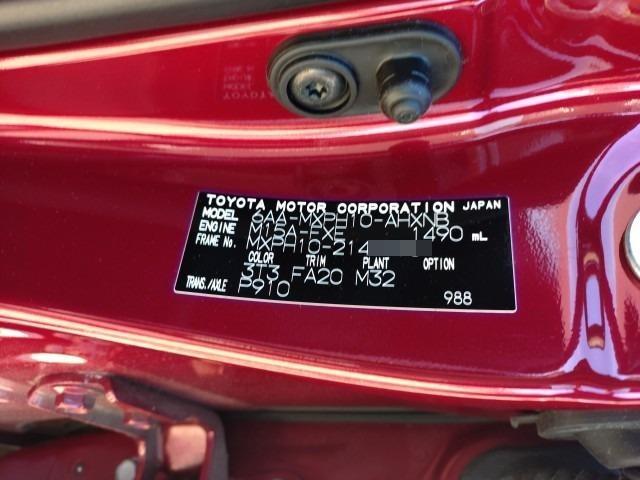 TOYOTA MOTOR CORPORATION JAPAN
MODEL 6AA-MXPH10-AHXNB
ENGINE M15A-FXE 1490 mL
FRAME No. MXPH10-214
COLOR TRIM PLANT OPTION
3T3 FA20 M32
TRANS./AXLE P910
988